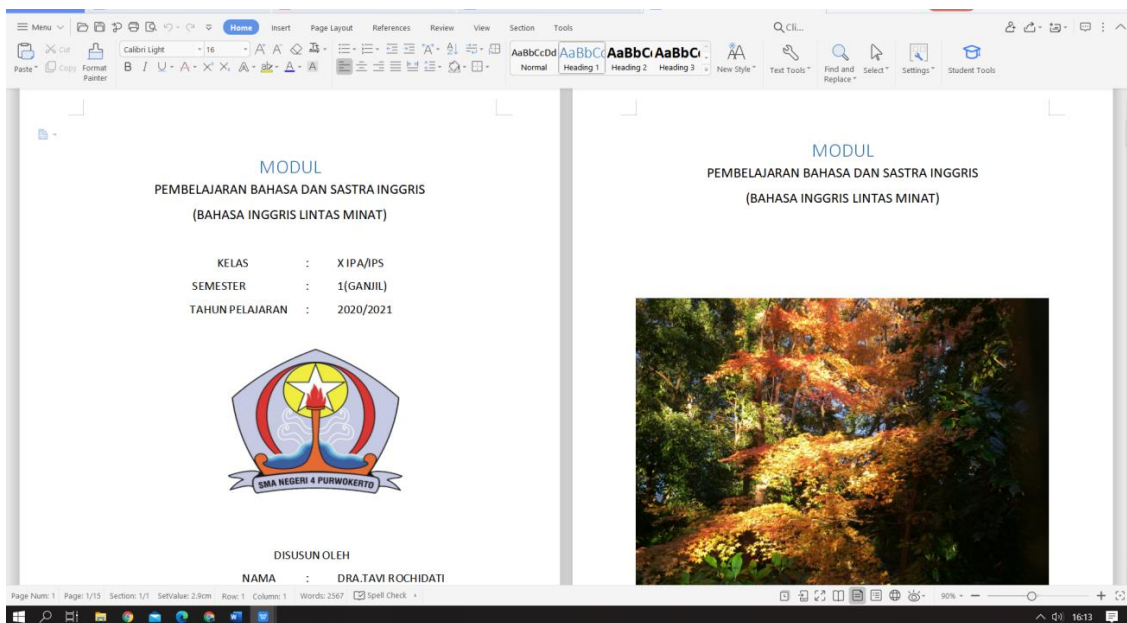 Menu Home Insert Page Layout References Review View Section Tools Cli...
Cut Calibri Light 16 AaBbCcDd AaBbC AaBbC AaBbC
Paste Copy Format Painter B I U Normal Heading 1 Heading 2 Heading 3 New Style Text Tools Find and Replace Select Settings Student Tools
MODUL
PEMBELAJARAN BAHASA DAN SASTRA INGGRIS
(BAHASA INGGRIS LINTAS MINAT)
KELAS : X IPA/IPS
SEMESTER : 1(GANJIL)
TAHUN PELAJARAN : 2020/2021
SMA NEGERI 4 PURWOKERTO
DISUSUN OLEH
NAMA : DRA.TAVI ROCHIDATI
MODUL
PEMBELAJARAN BAHASA DAN SASTRA INGGRIS
(BAHASA INGGRIS LINTAS MINAT)
Page Num: 1 Page: 1/15 Section: 1/1 SetValue: 2.9cm Row: 1 Column: 1 Words: 2567 Spell Check 90%
16:13